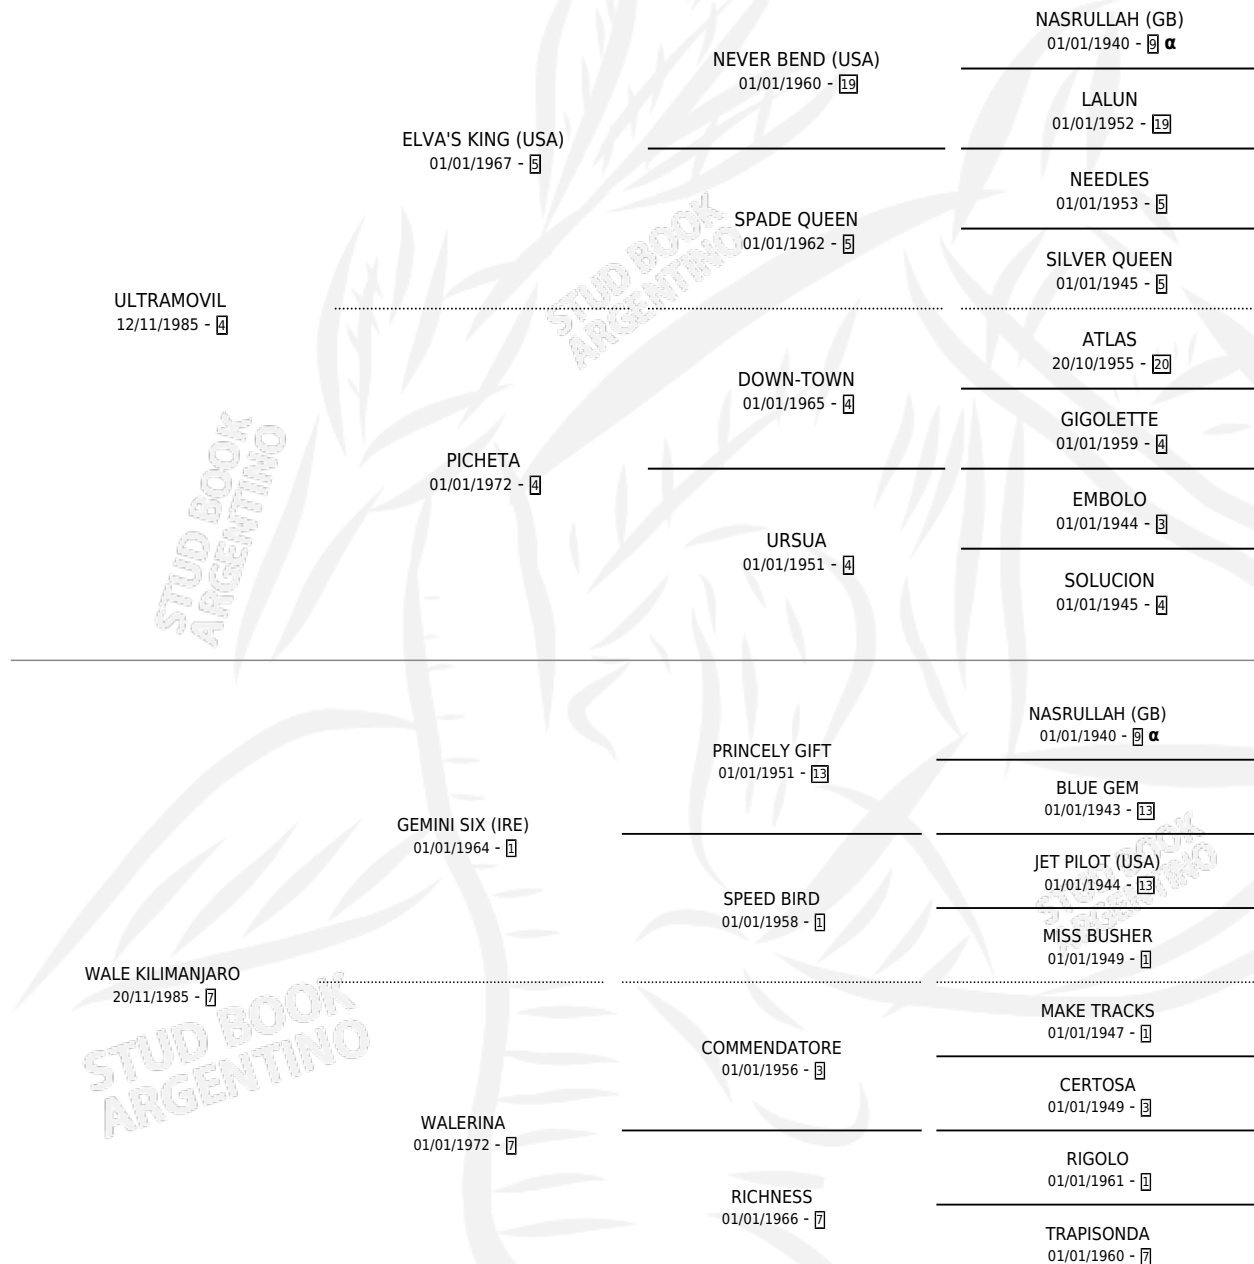 NASRULLAH (GB)
01/01/1940 - 9 α
NEVER BEND (USA)
01/01/1960 - 19
LALUN
01/01/1952 - 19
ELVA'S KING (USA)
01/01/1967 - 5
NEEDLES
01/01/1953 - 5
SPADE QUEEN
01/01/1962 - 5
SILVER QUEEN
01/01/1945 - 5
ULTRAMOVIL
12/11/1985 - 4
ATLAS
20/10/1955 - 20
DOWN-TOWN
01/01/1965 - 4
GIGOLETTE
01/01/1959 - 4
PICHETA
01/01/1972 - 4
EMBOLO
01/01/1944 - 3
URSUA
01/01/1951 - 4
SOLUCION
01/01/1945 - 4
NASRULLAH (GB)
01/01/1940 - 9 α
PRINCELY GIFT
01/01/1951 - 13
BLUE GEM
01/01/1943 - 13
GEMINI SIX (IRE)
01/01/1964 - 1
JET PILOT (USA)
01/01/1944 - 13
SPEED BIRD
01/01/1958 - 1
MISS BUSHER
01/01/1949 - 1
WALE KILIMANJARO
20/11/1985 - 7
MAKE TRACKS
01/01/1947 - 1
COMMENDATORE
01/01/1956 - 3
CERTOSA
01/01/1949 - 3
WALERINA
01/01/1972 - 7
RIGOLO
01/01/1961 - 1
RICHNESS
01/01/1966 - 7
TRAPISONDA
01/01/1960 - 7
STUD BOOK
ARGENTINO
STUD BOOK
ARGENTINO
STUD BOOK
ARGENTINO
STUD BOOK
ARGENTINO